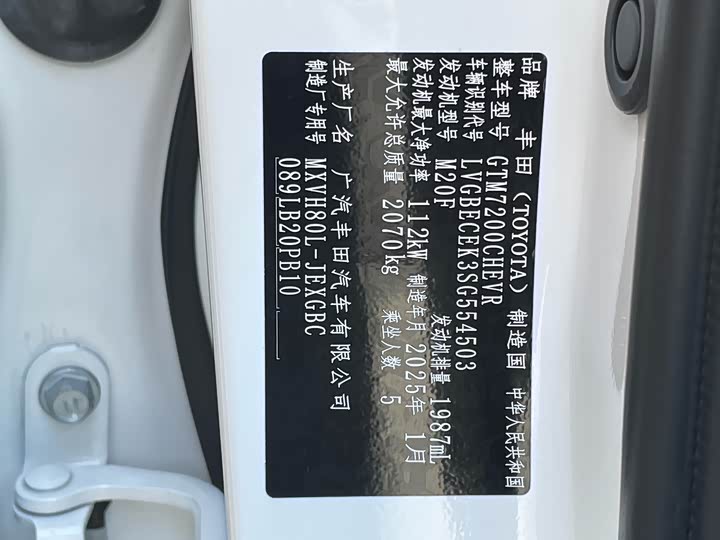 品牌 丰田（TOYOTA） 制造国 中华人民共和国
整车型号 GTM7200CHEVR
车辆识别代号 LVGBECEK3SG554503
发动机型号 M20F 发动机排量 1987mL
发动机最大净功率 112kW 制造年月 2025年 1月
最大允许总质量 2070kg 乘坐人数 5
生产厂名 广汽丰田汽车有限公司
制造厂专用号 MXVH80L-JEXGBC
089LB20PB10